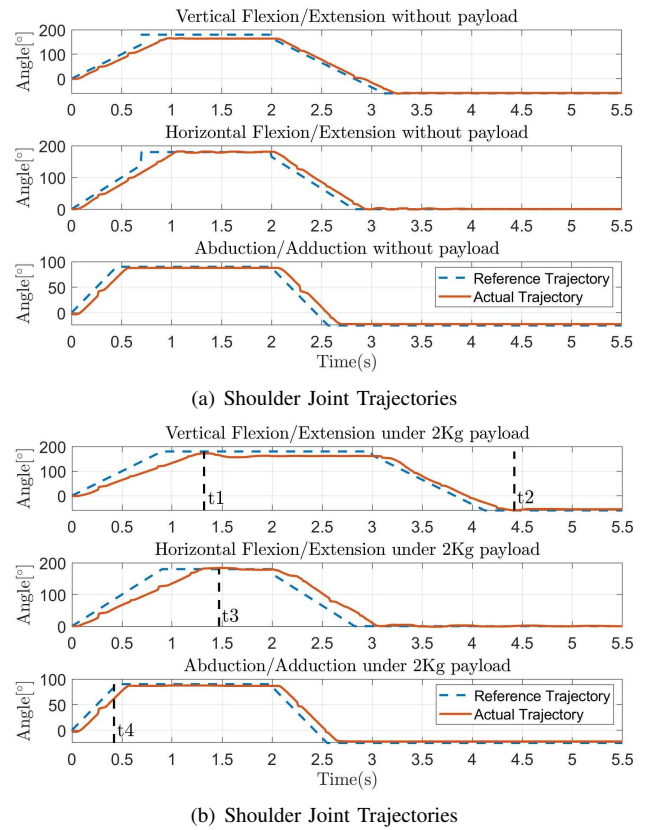 Vertical Flexion/Extension without payload
Angle[°]
200
100
0
0 0.5 1 1.5 2 2.5 3 3.5 4 4.5 5 5.5
Horizontal Flexion/Extension without payload
Angle[°]
200
100
0
0 0.5 1 1.5 2 2.5 3 3.5 4 4.5 5 5.5
Abduction/Adduction without payload
Angle[°]
100
50
0
Reference Trajectory
Actual Trajectory
0 0.5 1 1.5 2 2.5 3 3.5 4 4.5 5 5.5
Time(s)
(a) Shoulder Joint Trajectories
Vertical Flexion/Extension under 2Kg payload
Angle[°]
200
100
0
t1
t2
0 0.5 1 1.5 2 2.5 3 3.5 4 4.5 5 5.5
Horizontal Flexion/Extension under 2Kg payload
Angle[°]
200
100
0
t3
0 0.5 1 1.5 2 2.5 3 3.5 4 4.5 5 5.5
Abduction/Adduction under 2Kg payload
Angle[°]
100
50
0
t4
Reference Trajectory
Actual Trajectory
0 0.5 1 1.5 2 2.5 3 3.5 4 4.5 5 5.5
Time(s)
(b) Shoulder Joint Trajectories